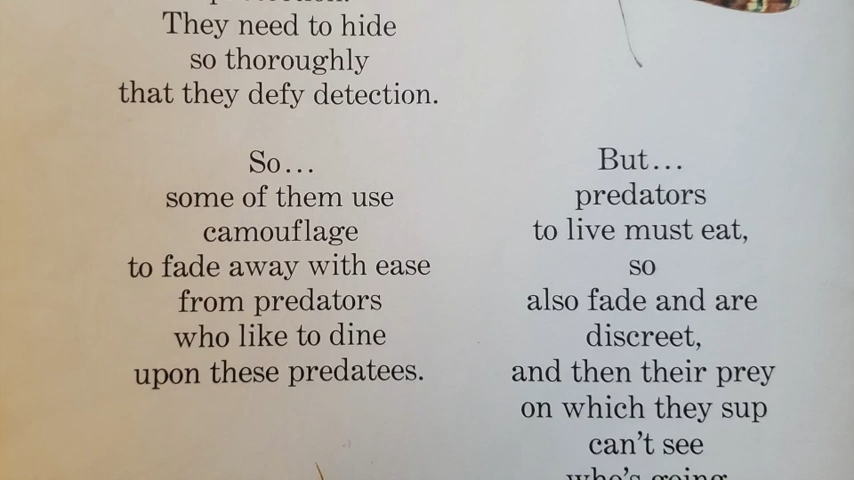 They need to hide
so thoroughly
that they defy detection.
So...
some of them use
camouflage
to fade away with ease
from predators
who like to dine
upon these predatees.
But...
predators
to live must eat,
so
also fade and are
discreet,
and then their prey
on which they sup
can't see
who's going